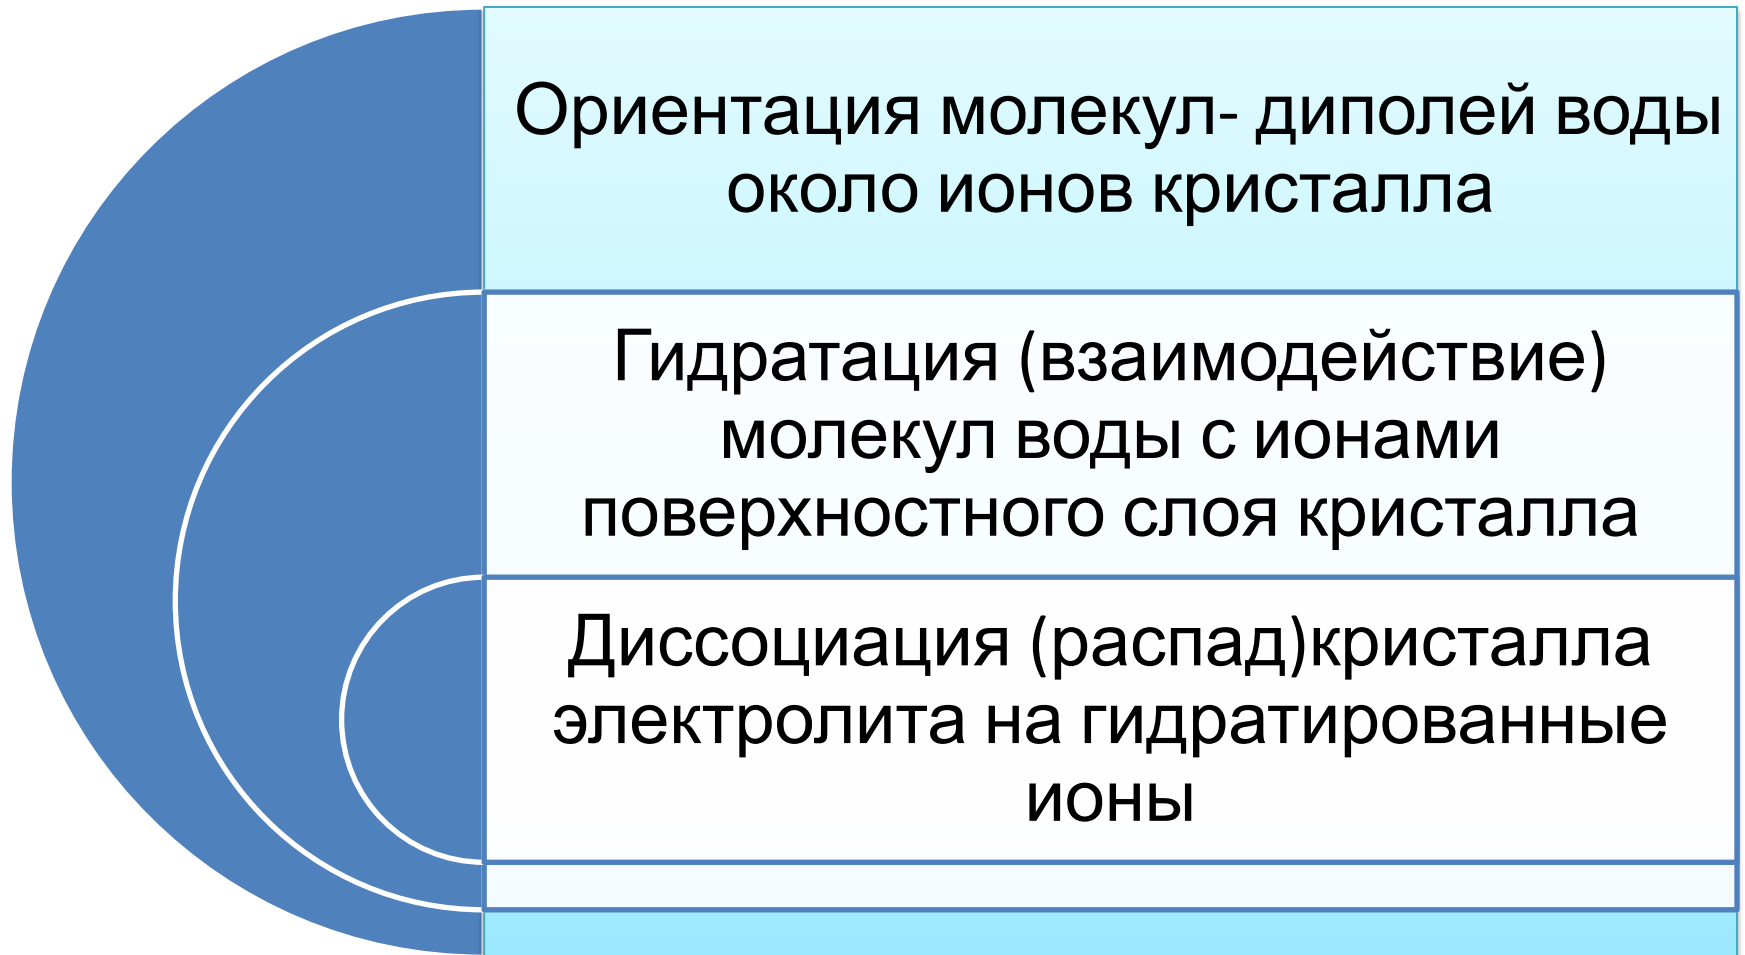 Ориентация молекул- диполей воды
около ионов кристалла
Гидратация (взаимодействие)
молекул воды с ионами
поверхностного слоя кристалла
Диссоциация (распад)кристалла
электролита на гидратированные
ионы